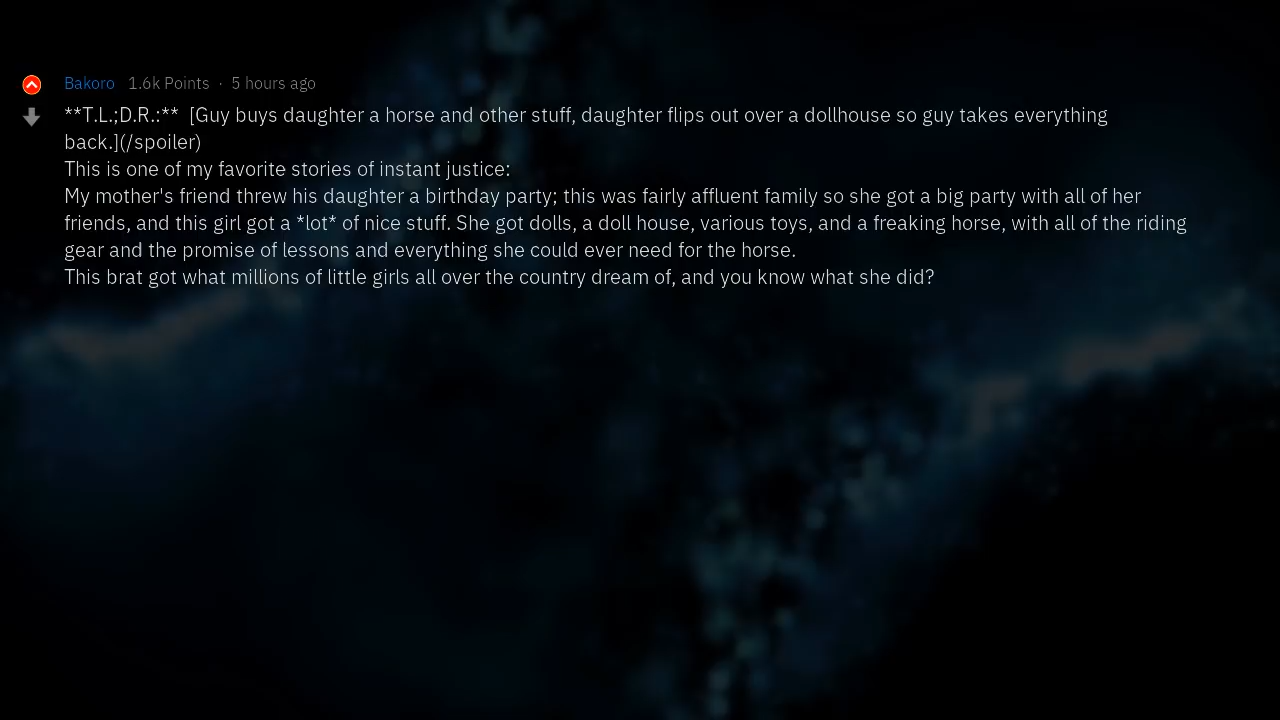 Bakoro 1.6k Points · 5 hours ago
**T.L.;D.R.:** [Guy buys daughter a horse and other stuff, daughter flips out over a dollhouse so guy takes everything
back.](/spoiler)
This is one of my favorite stories of instant justice:
My mother's friend threw his daughter a birthday party; this was fairly affluent family so she got a big party with all of her
friends, and this girl got a *lot* of nice stuff. She got dolls, a doll house, various toys, and a freaking horse, with all of the riding
gear and the promise of lessons and everything she could ever need for the horse.
This brat got what millions of little girls all over the country dream of, and you know what she did?